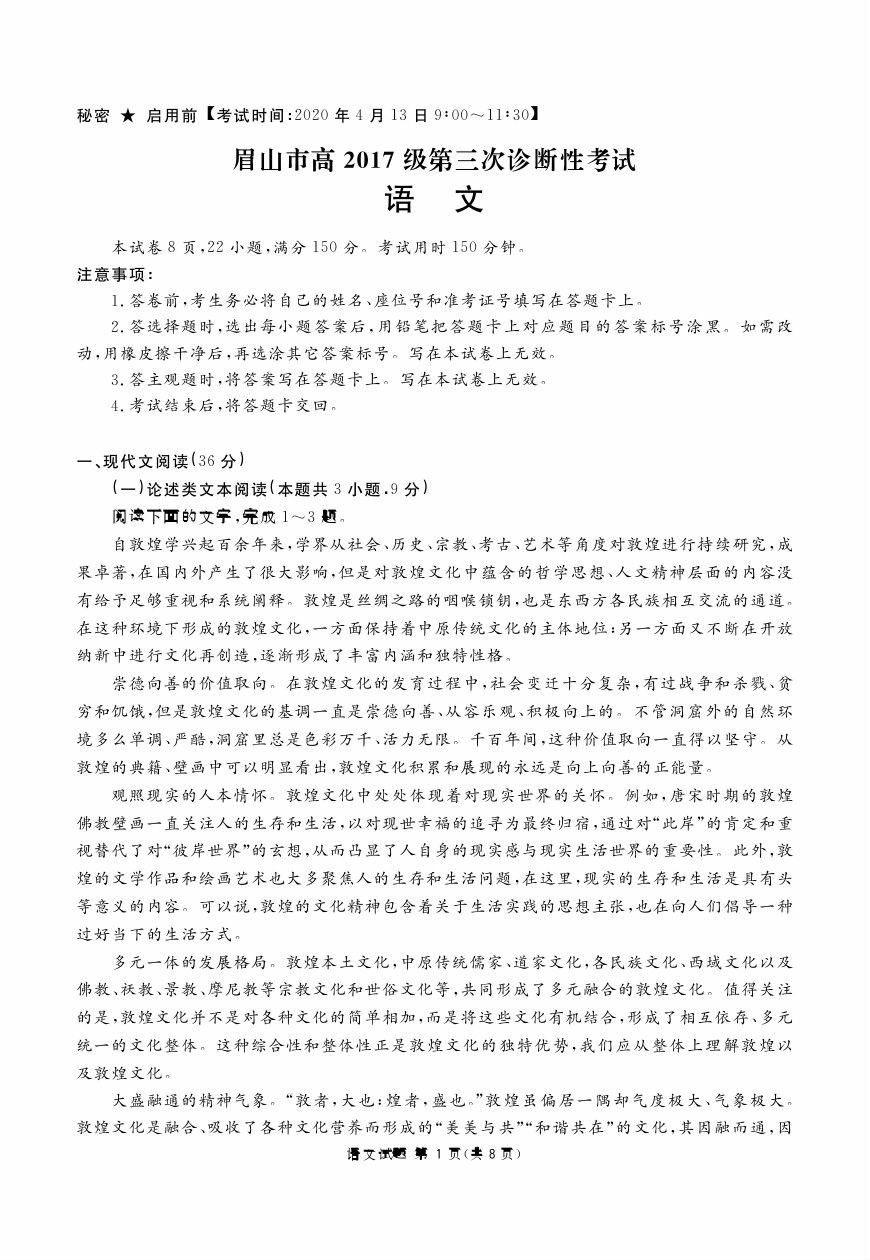 秘密 ★ 启用前【考试时间:2020 年 4 月 13 日 9:00～11:30】
眉山市高 2017 级第三次诊断性考试
语 文
本试卷 8 页,22 小题,满分 150 分。考试用时 150 分钟。
注意事项:
1. 答卷前,考生务必将自己的姓名、座位号和准考证号填写在答题卡上。
2. 答选择题时,选出每小题答案后,用铅笔把答题卡上对应题目的答案标号涂黑。如需改
动,用橡皮擦干净后,再选涂其它答案标号。写在本试卷上无效。
3. 答主观题时,将答案写在答题卡上。写在本试卷上无效。
4. 考试结束后,将答题卡交回。
一、现代文阅读(36 分)
(一)论述类文本阅读(本题共 3 小题.9 分)
阅读下面的文字,完成 1～3 题。
自敦煌学兴起百余年来,学界从社会、历史、宗教、考古、艺术等角度对敦煌进行持续研究,成
果卓著,在国内外产生了很大影响,但是对敦煌文化中蕴含的哲学思想、人文精神层面的内容没
有给予足够重视和系统阐释。敦煌是丝绸之路的咽喉锁钥,也是东西方各民族相互交流的通道。
在这种环境下形成的敦煌文化,一方面保持着中原传统文化的主体地位:另一方面又不断在开放
纳新中进行文化再创造,逐渐形成了丰富内涵和独特性格。
崇德向善的价值取向。在敦煌文化的发育过程中,社会变迁十分复杂,有过战争和杀戮、贫
穷和饥饿,但是敦煌文化的基调一直是崇德向善、从容乐观、积极向上的。不管洞窟外的自然环
境多么单调、严酷,洞窟里总是色彩万千、活力无限。千百年间,这种价值取向一直得以坚守。从
敦煌的典籍、壁画中可以明显看出,敦煌文化积累和展现的永远是向上向善的正能量。
观照现实的人本情怀。敦煌文化中处处体现着对现实世界的关怀。例如,唐宋时期的敦煌
佛教壁画一直关注人的生存和生活,以对现世幸福的追寻为最终归宿,通过对“此岸”的肯定和重
视替代了对“彼岸世界”的玄想,从而凸显了人自身的现实感与现实生活世界的重要性。此外,敦
煌的文学作品和绘画艺术也大多聚焦人的生存和生活问题,在这里,现实的生存和生活是具有头
等意义的内容。可以说,敦煌的文化精神包含着关于生活实践的思想主张,也在向人们倡导一种
过好当下的生活方式。
多元一体的发展格局。敦煌本土文化,中原传统儒家、道家文化,各民族文化、西域文化以及
佛教、祆教、景教、摩尼教等宗教文化和世俗文化等,共同形成了多元融合的敦煌文化。值得关注
的是,敦煌文化并不是对各种文化的简单相加,而是将这些文化有机结合,形成了相互依存、多元
统一的文化整体。这种综合性和整体性正是敦煌文化的独特优势,我们应从整体上理解敦煌以
及敦煌文化。
大盛融通的精神气象。“敦者,大也:煌者,盛也。”敦煌虽偏居一隅却气度极大、气象极大。
敦煌文化是融合、吸收了各种文化营养而形成的“美美与共”“和谐共在”的文化,其因融而通,因
语文试题 第 1 页(共 8 页)